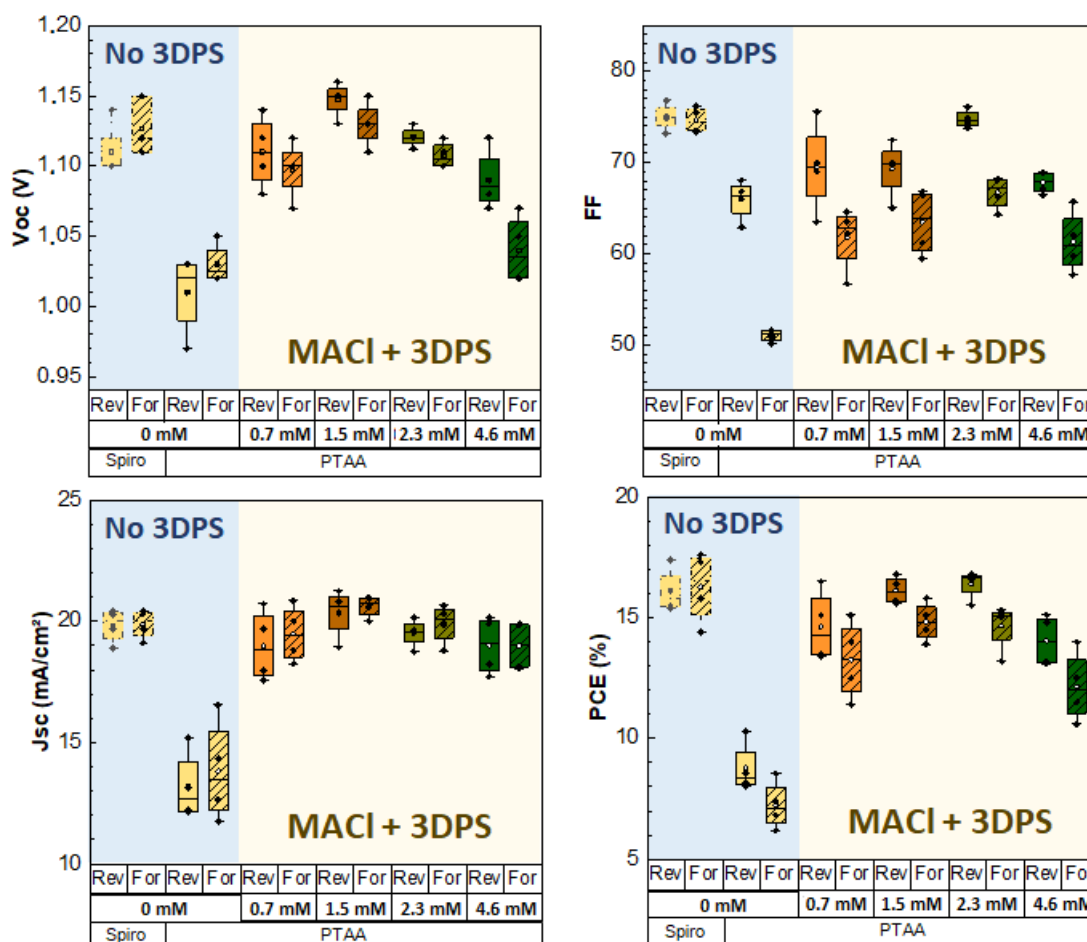 1,20
1,15
1,10
1,05
1,00
0.95
Voc (V)
No 3DPS
MACl + 3DPS
Rev For Rev For Rev For Rev For Rev For Rev For
0 mM 0.7 mM 1.5 mM 2.3 mM 4.6 mM
Spiro PTAA
80
70
60
50
FF
No 3DPS
MACl + 3DPS
Rev For Rev For Rev For Rev For Rev For Rev For
0 mM 0.7 mM 1.5 mM 2.3 mM 4.6 mM
Spiro PTAA
25
20
15
10
Jsc (mA/cm²)
No 3DPS
MACl + 3DPS
Rev For Rev For Rev For Rev For Rev For Rev For
0 mM 0.7 mM 1.5 mM 2.3 mM 4.6 mM
Spiro PTAA
20
15
10
5
PCE (%)
No 3DPS
MACl + 3DPS
Rev For Rev For Rev For Rev For Rev For Rev For
0 mM 0.7 mM 1.5 mM 2.3 mM 4.6 mM
Spiro PTAA